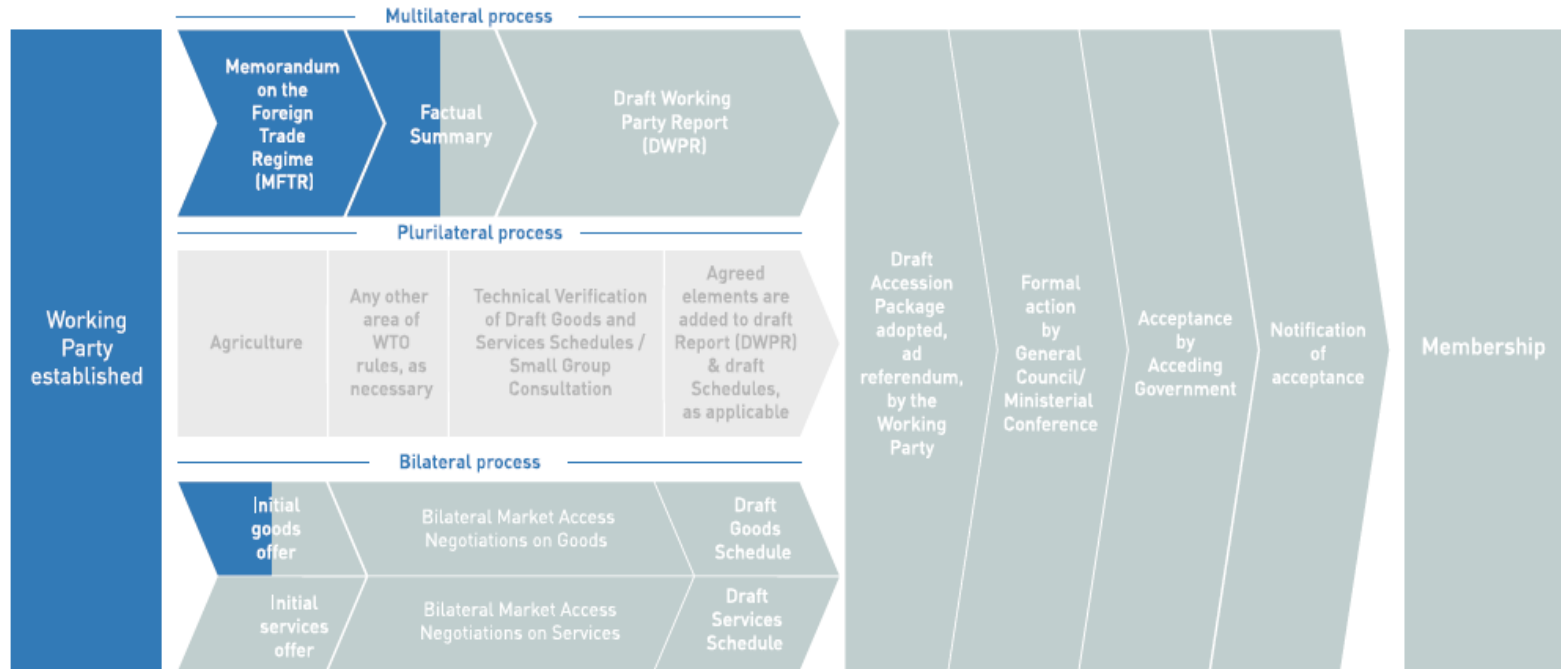 Working
Party
established
Multilateral process
Memorandum
on the
Foreign
Trade
Regime
(MFTR)
Factual
Summary
Draft Working
Party Report
(DWPR)
Plurilateral process
Agriculture
Any other
area of
WTO
rules, as
necessary
Technical Verification
of Draft Goods and
Services Schedules /
Small Group
Consultation
Agreed
elements are
added to draft
Report (DWPR)
& draft
Schedules,
as applicable
Bilateral process
Initial
goods
offer
Bilateral Market Access
Negotiations on Goods
Draft
Goods
Schedule
Initial
services
offer
Bilateral Market Access
Negotiations on Services
Draft
Services
Schedule
Draft
Accession
Package
adopted,
ad
referendum,
by the
Working
Party
Formal
action
by
General
Council/
Ministerial
Conference
Acceptance
by
Acceding
Government
Notification
of
acceptance
Membership